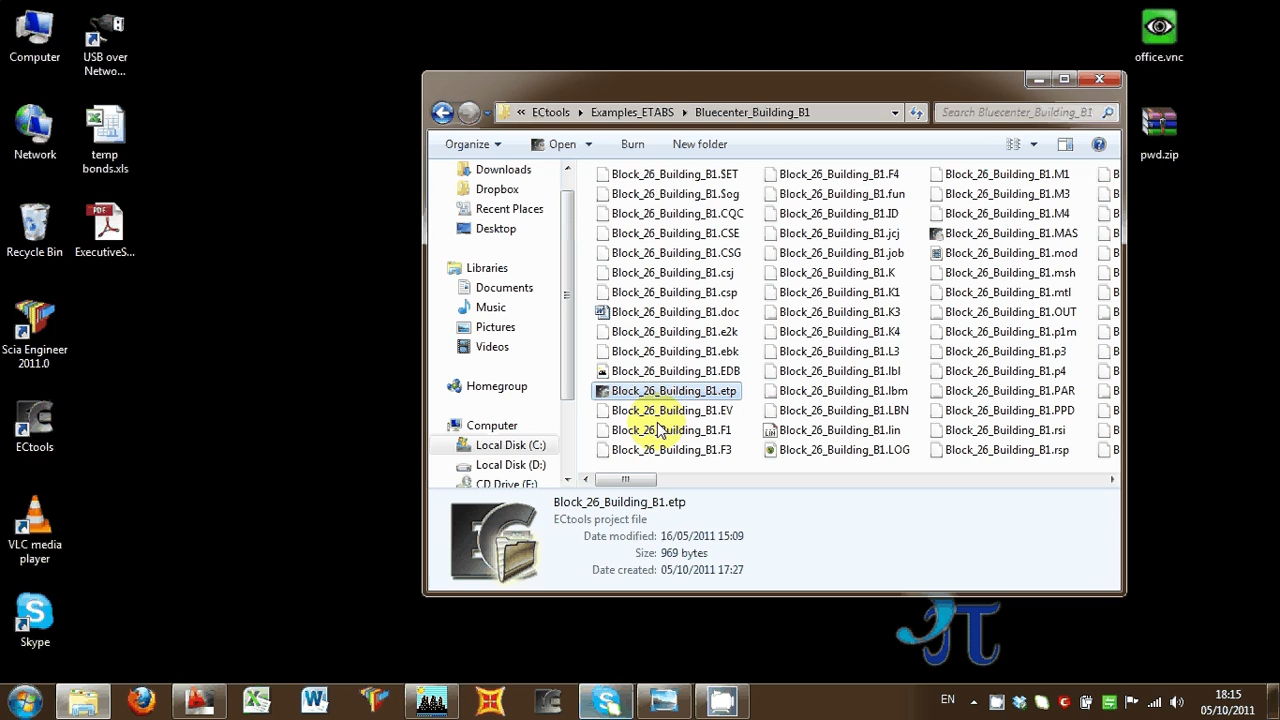 Computer
USB over
Netwo...
Network
temp
bonds.xls
Recycle Bin
ExecutiveS...
Scia Engineer
2011.0
ECtools
VLC media
player
Skype
office.vnc
pwd.zip
« ECtools Examples_ETABS Bluecenter_Building_B1
Search Bluecenter_Building_B1
Organize Open Burn New folder
Downloads
Dropbox
Recent Places
Desktop
Libraries
Documents
Music
Pictures
Videos
Homegroup
Computer
Local Disk (C:)
Local Disk (D:)
CD Drive (F:)
Block_26_Building_B1.$ET
Block_26_Building_B1.$og
Block_26_Building_B1.CQC
Block_26_Building_B1.CSE
Block_26_Building_B1.CSG
Block_26_Building_B1.csj
Block_26_Building_B1.csp
Block_26_Building_B1.doc
Block_26_Building_B1.e2k
Block_26_Building_B1.ebk
Block_26_Building_B1.EDB
Block_26_Building_B1.etp
Block_26_Building_B1.EV
Block_26_Building_B1.F1
Block_26_Building_B1.F3
Block_26_Building_B1.F4
Block_26_Building_B1.fun
Block_26_Building_B1.ID
Block_26_Building_B1.jcj
Block_26_Building_B1.job
Block_26_Building_B1.K
Block_26_Building_B1.K1
Block_26_Building_B1.K3
Block_26_Building_B1.K4
Block_26_Building_B1.L3
Block_26_Building_B1.lbl
Block_26_Building_B1.lbm
Block_26_Building_B1.LBN
Block_26_Building_B1.lin
Block_26_Building_B1.LOG
Block_26_Building_B1.M1
Block_26_Building_B1.M3
Block_26_Building_B1.M4
Block_26_Building_B1.MAS
Block_26_Building_B1.mod
Block_26_Building_B1.msh
Block_26_Building_B1.mtl
Block_26_Building_B1.OUT
Block_26_Building_B1.p1m
Block_26_Building_B1.p3
Block_26_Building_B1.p4
Block_26_Building_B1.PAR
Block_26_Building_B1.PPD
Block_26_Building_B1.rsi
Block_26_Building_B1.rsp
Block_26_Building_B1.etp
ECtools project file
Date modified: 16/05/2011 15:09
Size: 969 bytes
Date created: 05/10/2011 17:27
EN
18:15
05/10/2011